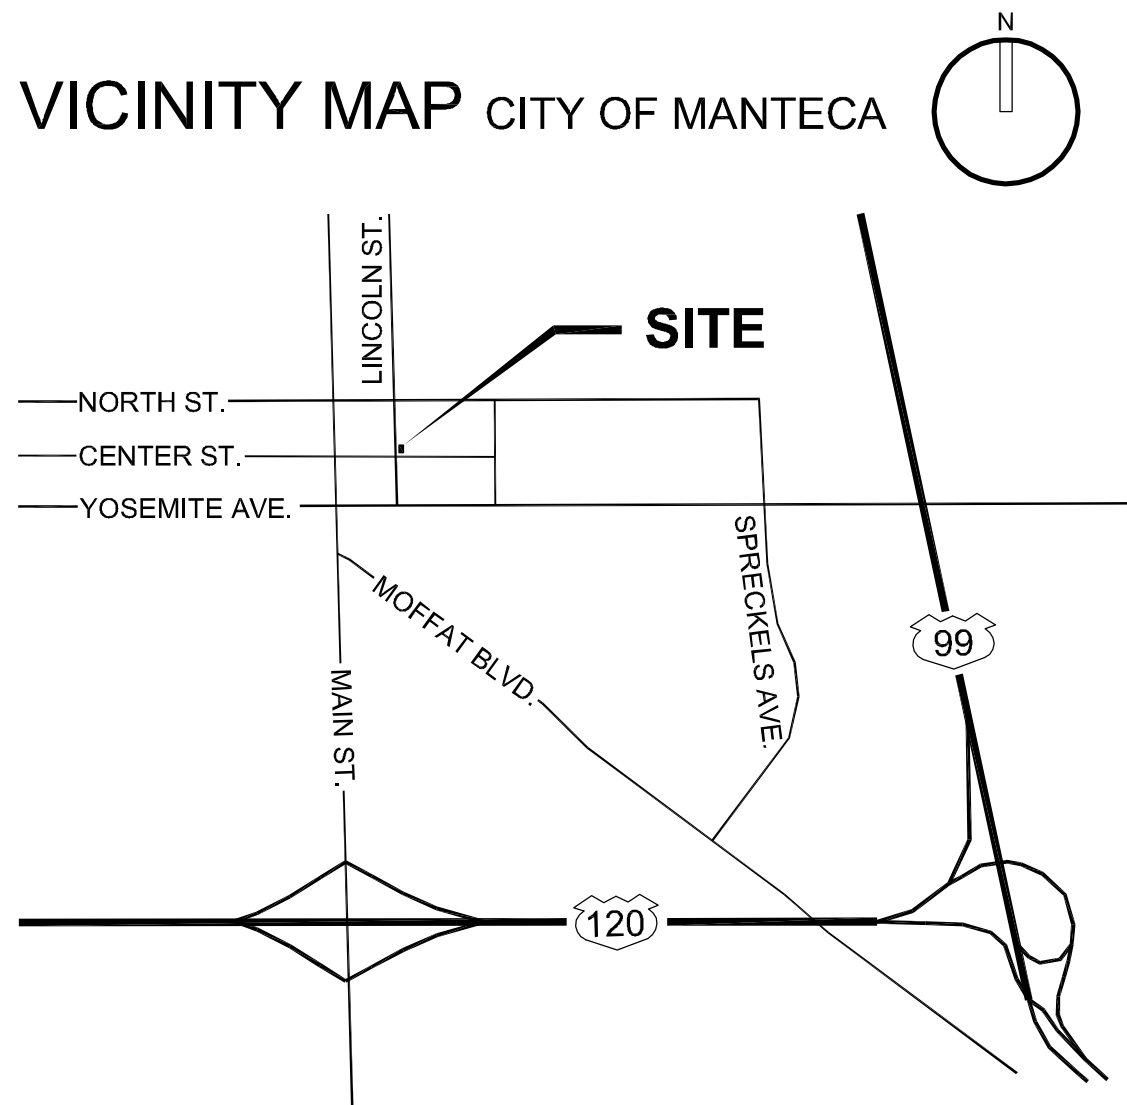 N
VICINITY MAP CITY OF MANTECA
LINCOLN ST.
SITE
NORTH ST.
CENTER ST.
YOSEMITE AVE.
SPRECKELS AVE.
MOFFAT BLVD.
99
MAIN ST.
120